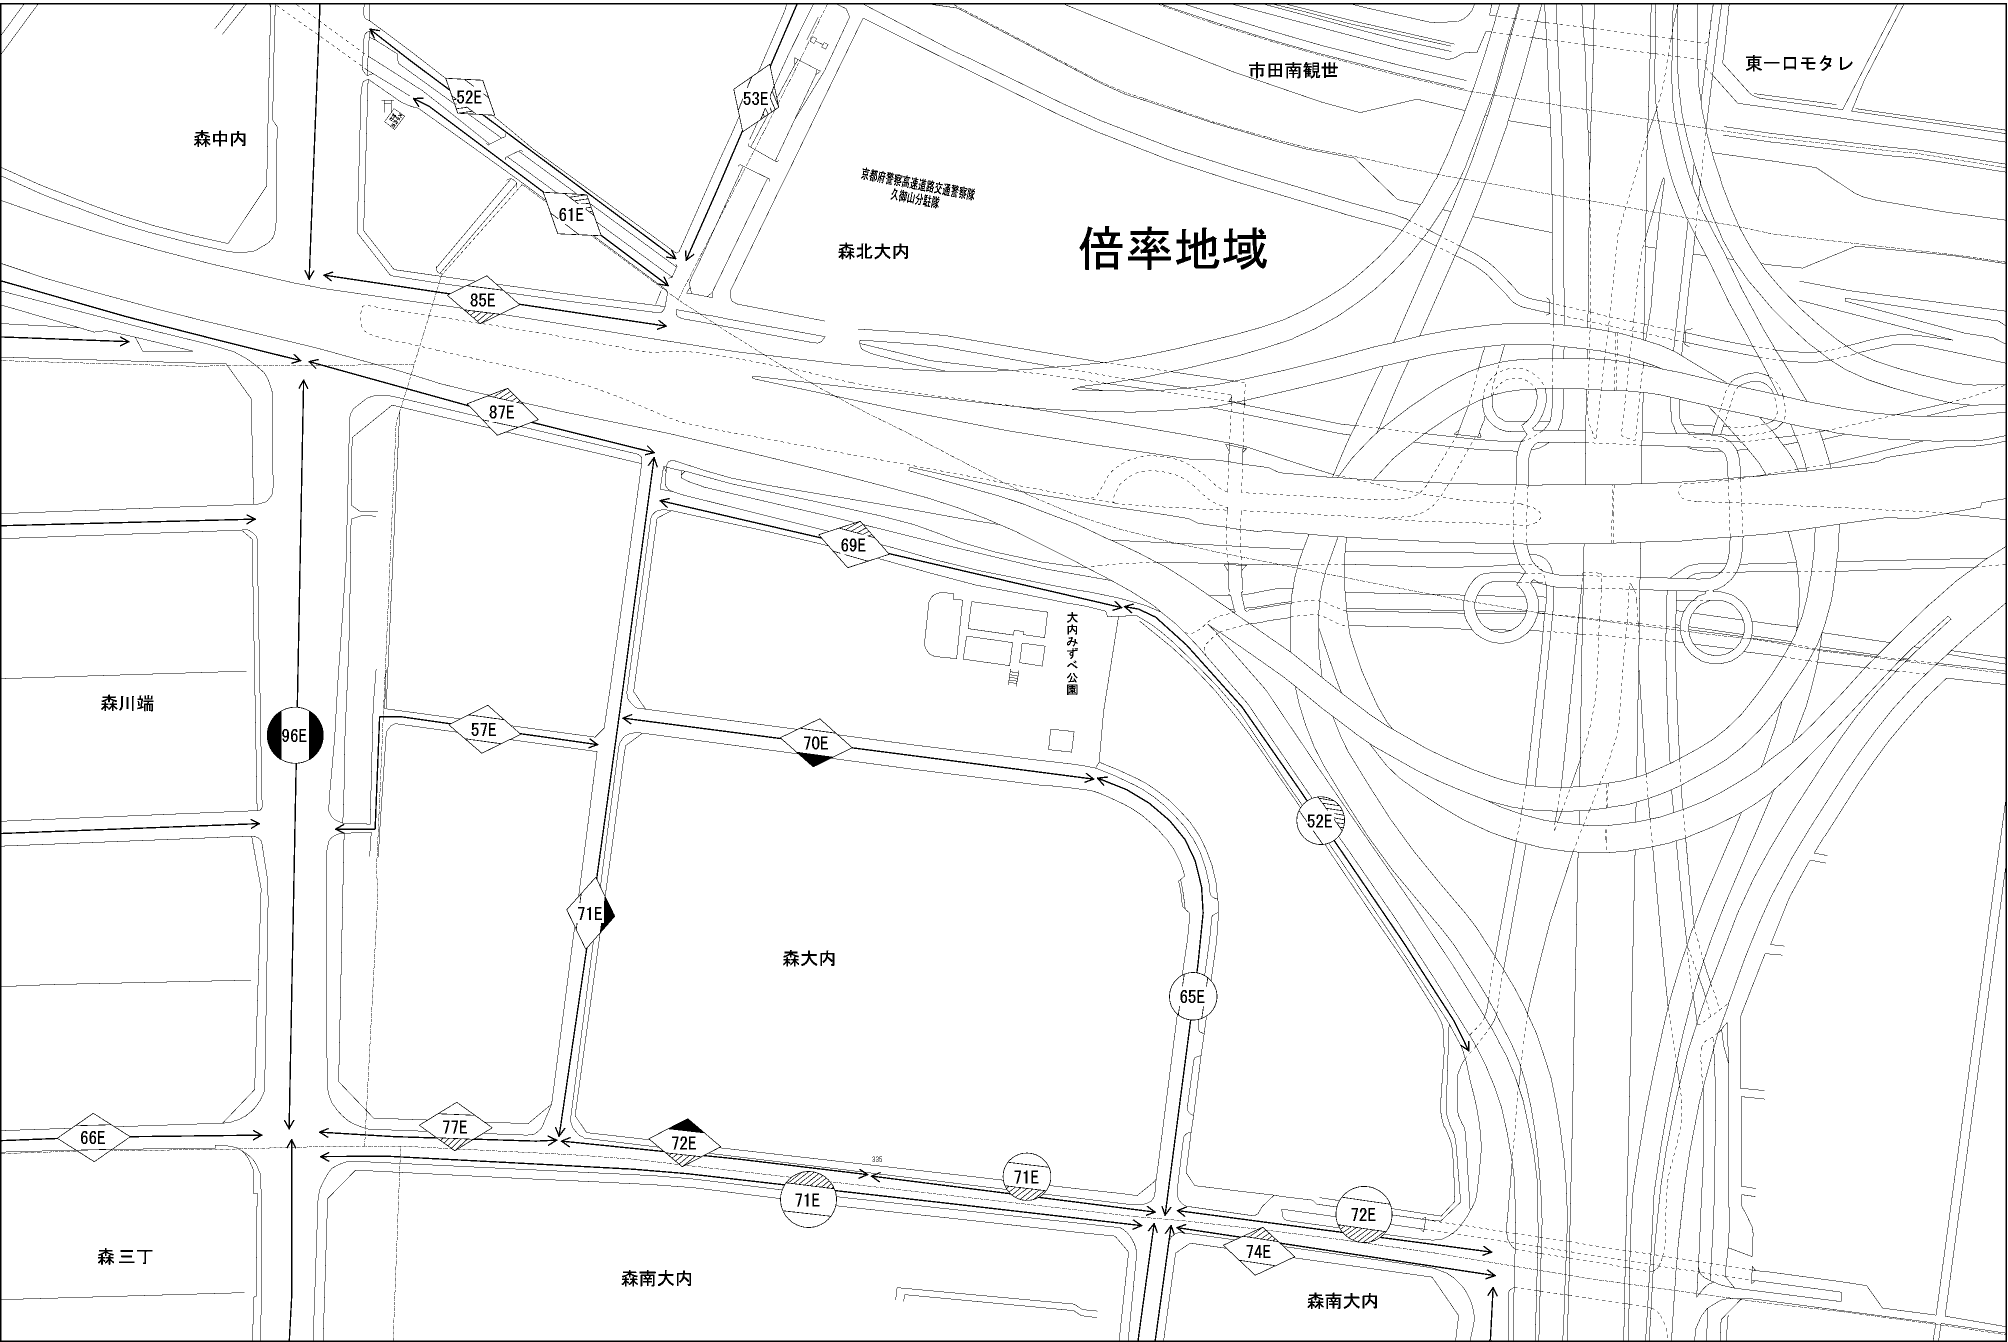 市田南観世
東一口モタレ
52E
53E
森中内
京都府警察高速道路交通警察隊
久御山分駐隊
61E
森北大内
倍率地域
85E
87E
69E
大内みずべ公園
森川端
96E
57E
70E
52E
71E
森大内
65E
66E
77E
72E
335
71E
71E
72E
74E
森三丁
森南大内
森南大内